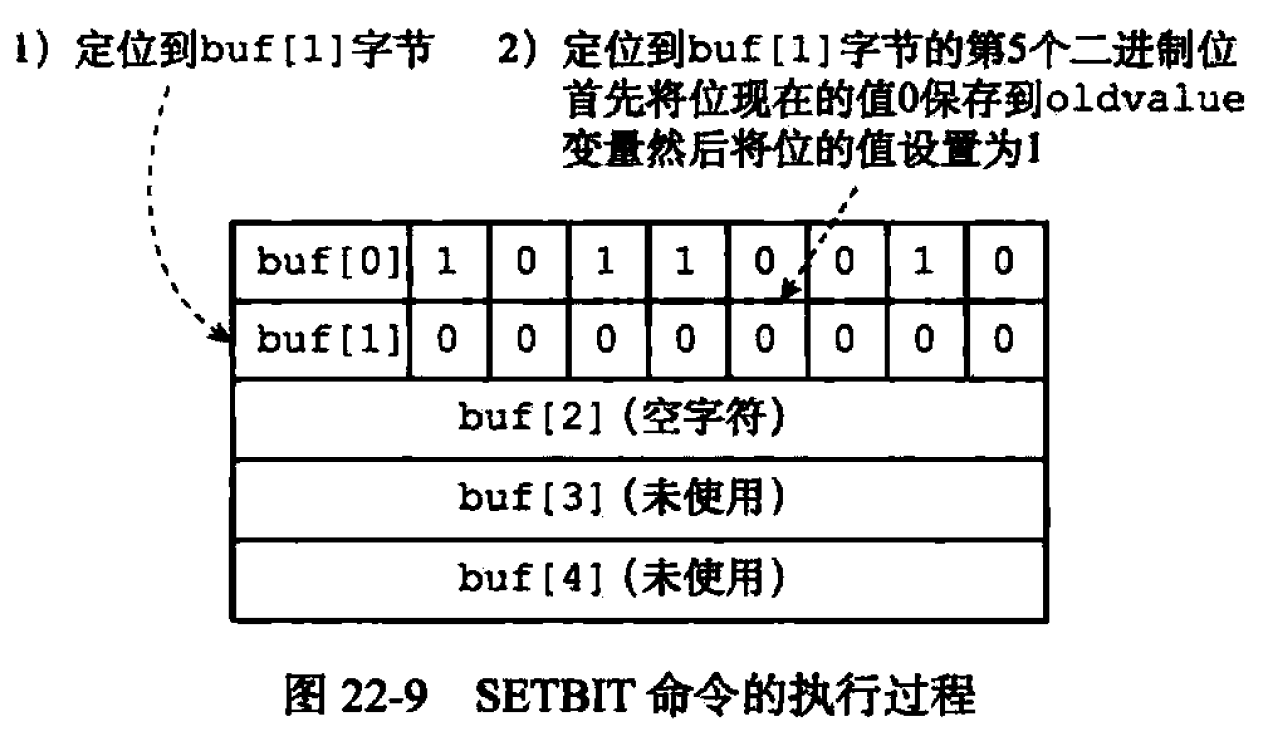 1) 定位到buf[1]字节
2) 定位到buf[1]字节的第5个二进制位
首先将位现在的值0保存到oldvalue
变量然后将位的值设置为1
buf[0] 1 0 1 1 0 0 1 0
buf[1] 0 0 0 0 0 0 0 0
buf[2](空字符)
buf[3](未使用)
buf[4](未使用)
图 22-9 SETBIT 命令的执行过程